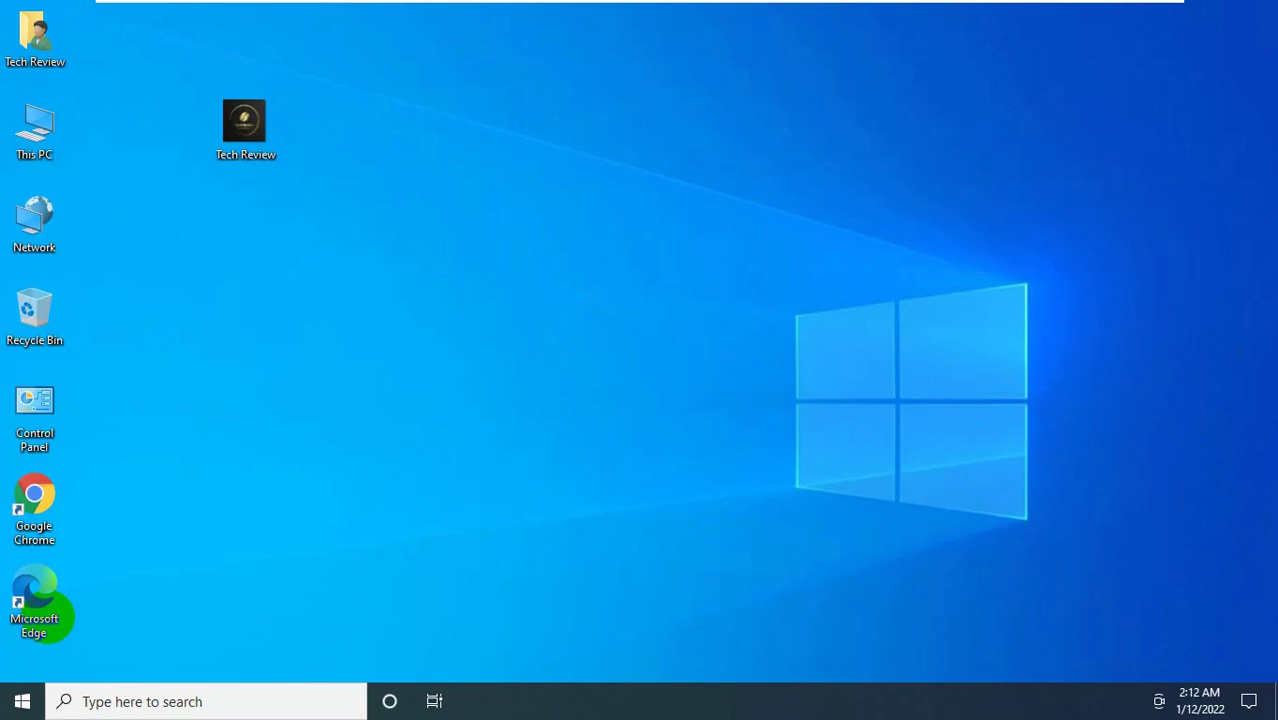 Tech Review
This PC
Network
Recycle Bin
Control
Panel
Google
Chrome
Microsoft
Edge
Tech Review
Type here to search
2:12 AM
1/12/2022